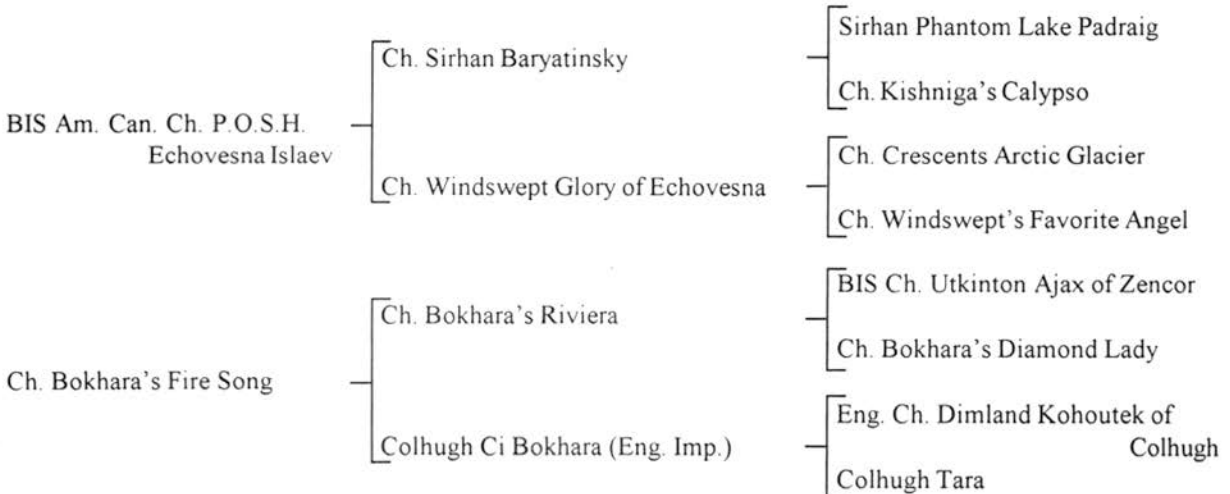 Sirhan Phantom Lake Padraig
Ch. Sirhan Baryatinsky
Ch. Kishniga's Calypso
BIS Am. Can. Ch. P.O.S.H.
Echovesna Islaev
Ch. Crescents Arctic Glacier
Ch. Windswept Glory of Echovesna
Ch. Windswept's Favorite Angel
BIS Ch. Utkinton Ajax of Zencor
Ch. Bokhara's Riviera
Ch. Bokhara's Diamond Lady
Ch. Bokhara's Fire Song
Eng. Ch. Dimland Kohoutek of
Colhugh
Colhugh Ci Bokhara (Eng. Imp.)
Colhugh Tara